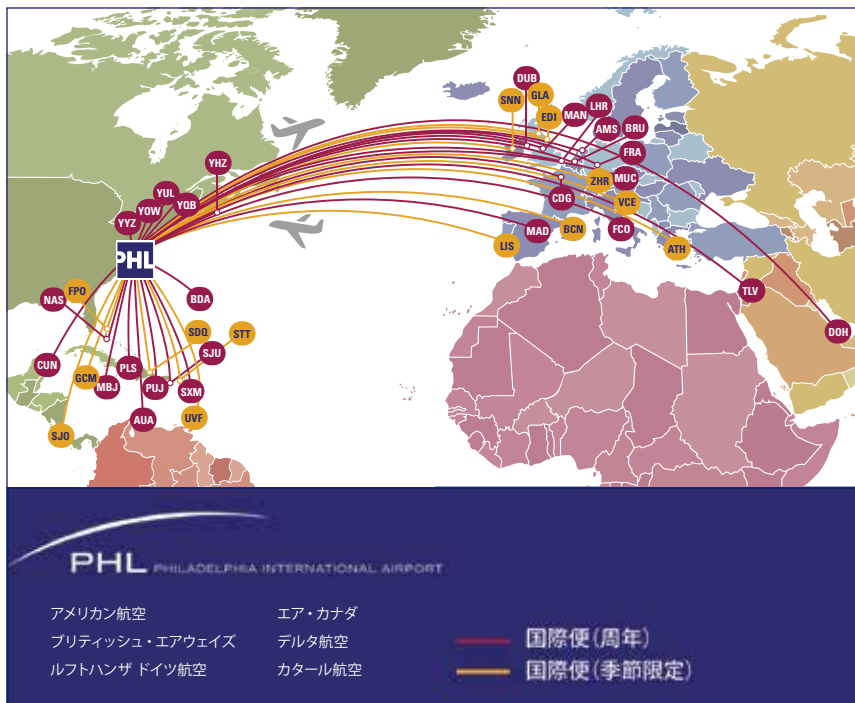 DUB
GLA
SNN
LHR
EDI
MAN
AMS
BRU
YHZ
FRA
ZHR
MUC
YUL
YOW
YQB
CDG
VCE
YYZ
MAD
BCN
FCO
LIS
ATH
PHL
BDA
TLV
NAS
FPO
DOH
SDQ
STT
SJU
CUN
PLS
GCM
MBJ
PUJ
SXM
AUA
UVF
SJO
PHL PHILADELPHIA INTERNATIONAL AIRPORT
アメリカン航空
ブリティッシュ・エアウェイズ
ルフトハンザ ドイツ航空
エア・カナダ
デルタ航空
カタール航空
国際便(周年)
国際便(季節限定)